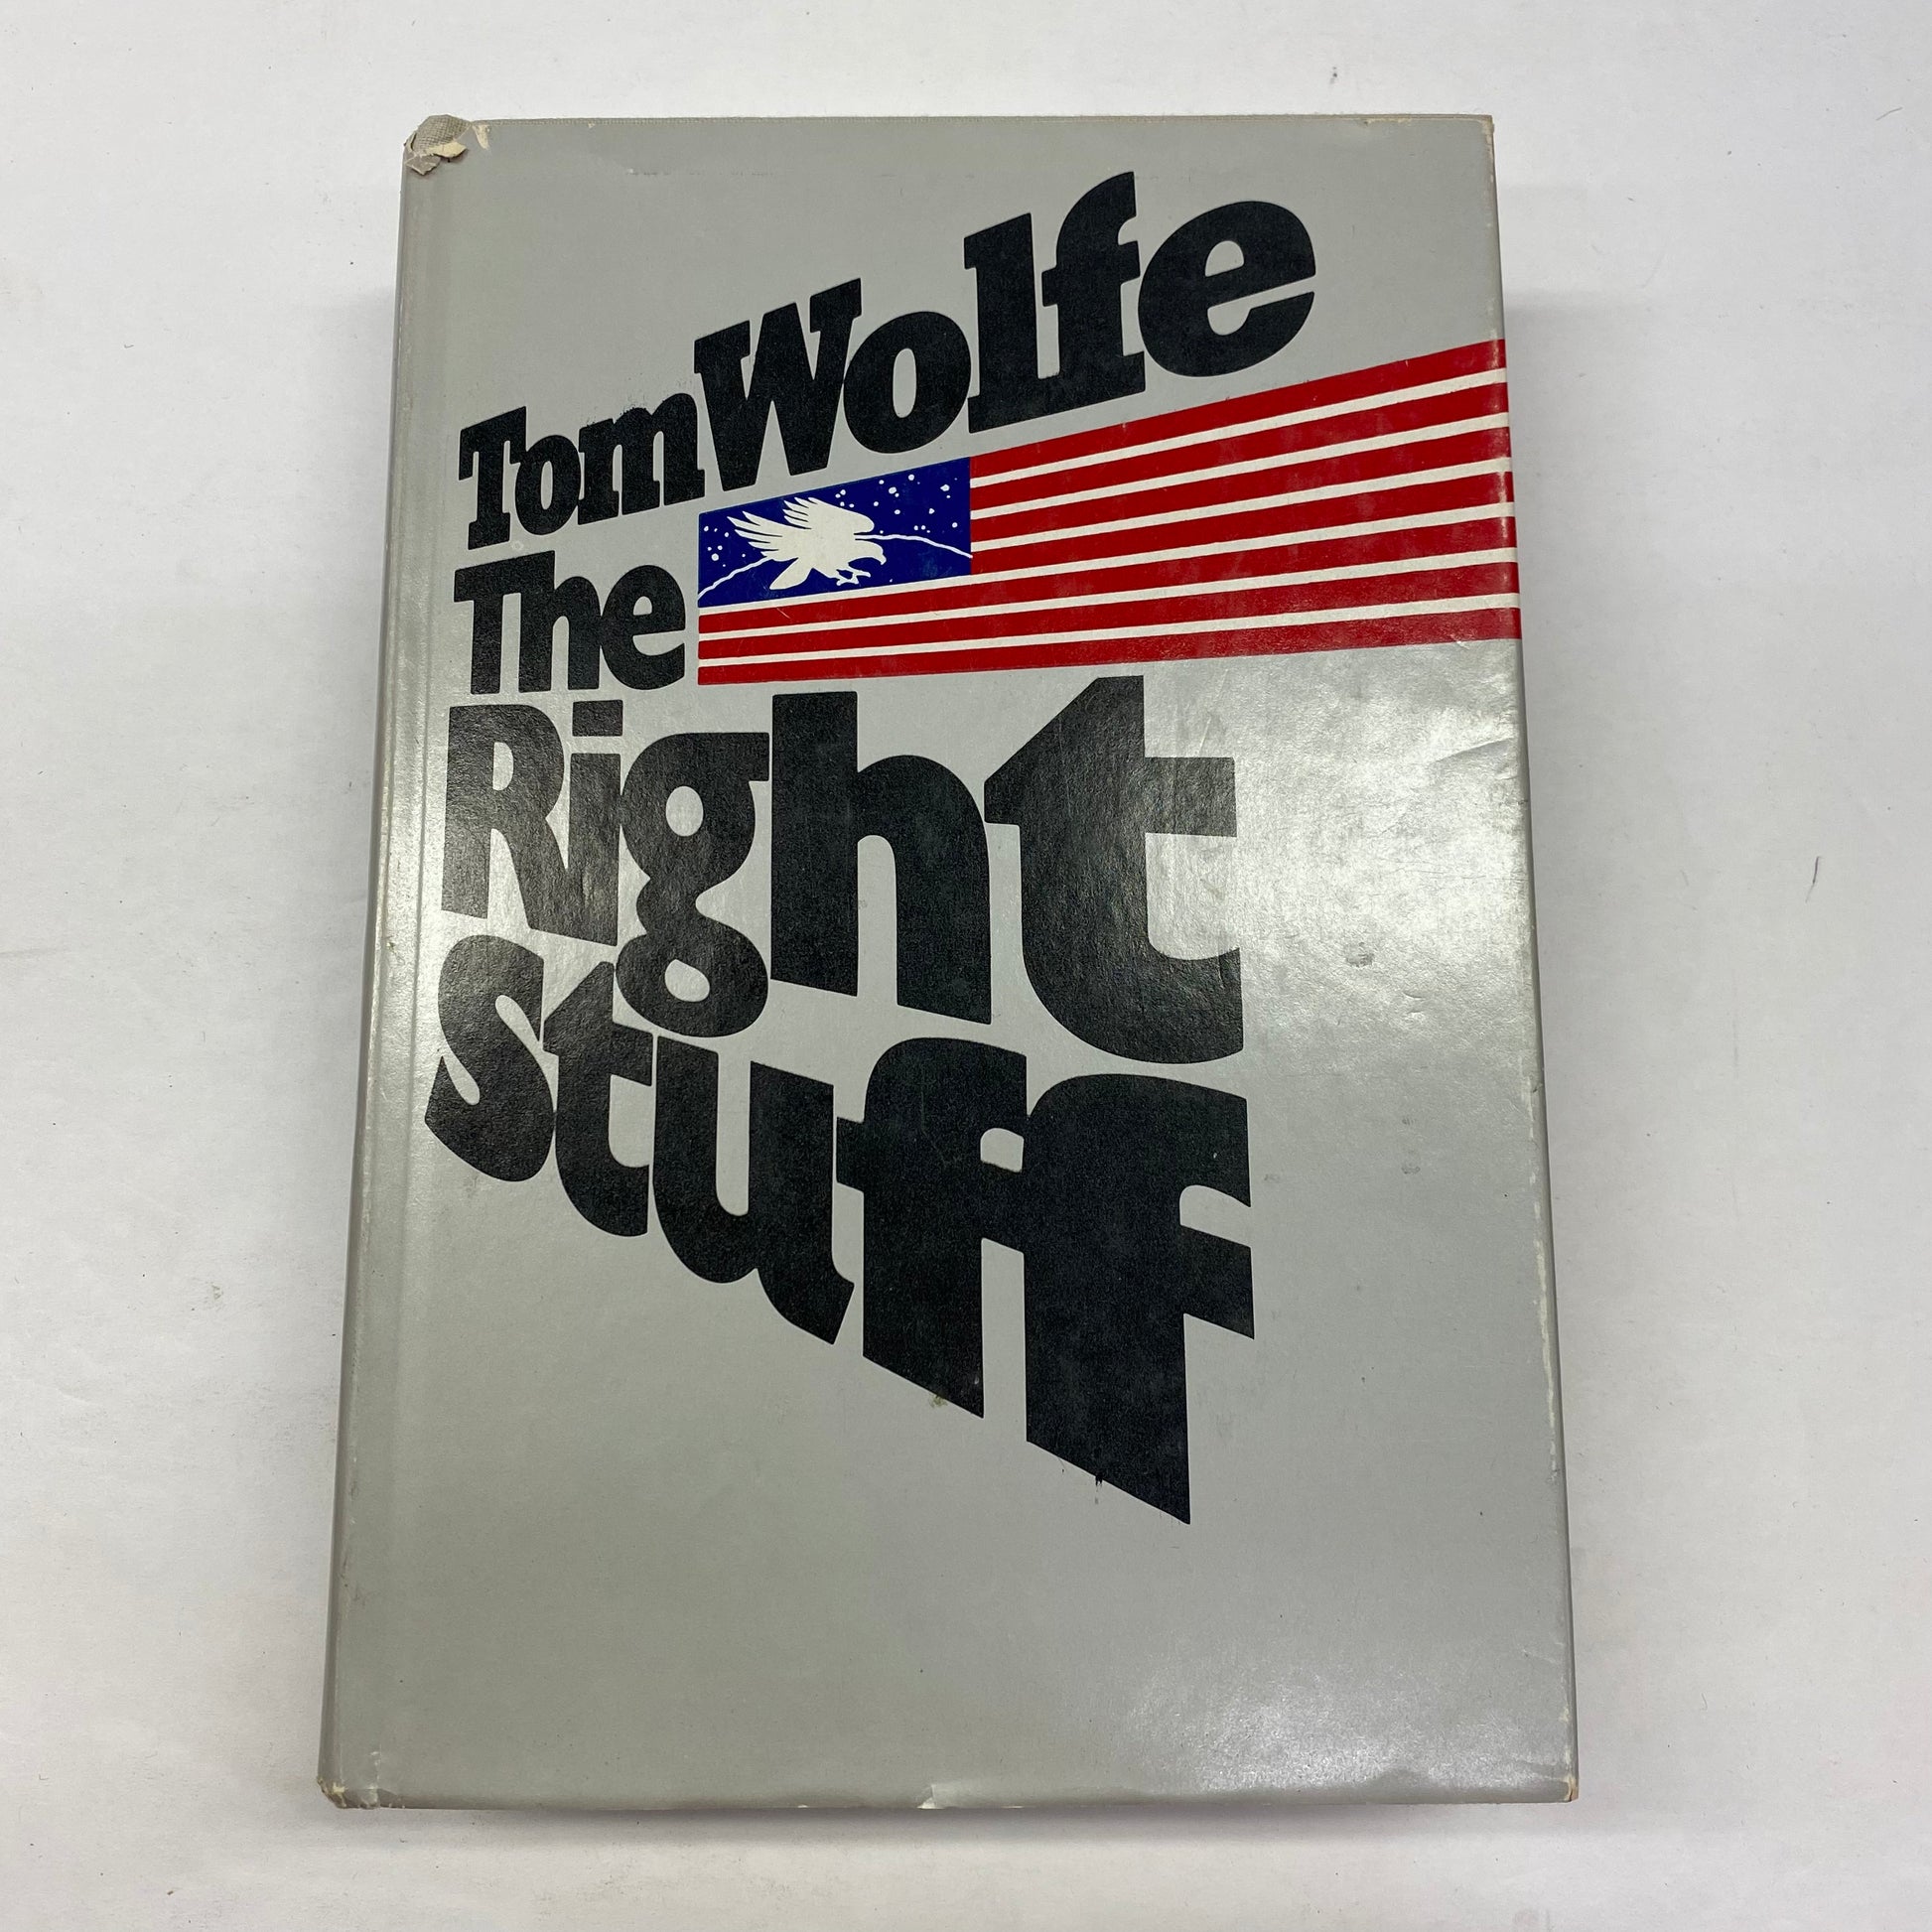 Tom Wolfe
The
Right
Stuff